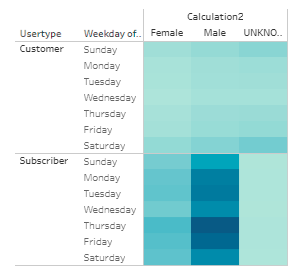 Calculation2
Usertype Weekday of.. Female Male UNKNO..
Customer Sunday
Monday
Tuesday
Wednesday
Thursday
Friday
Saturday
Subscriber Sunday
Monday
Tuesday
Wednesday
Thursday
Friday
Saturday